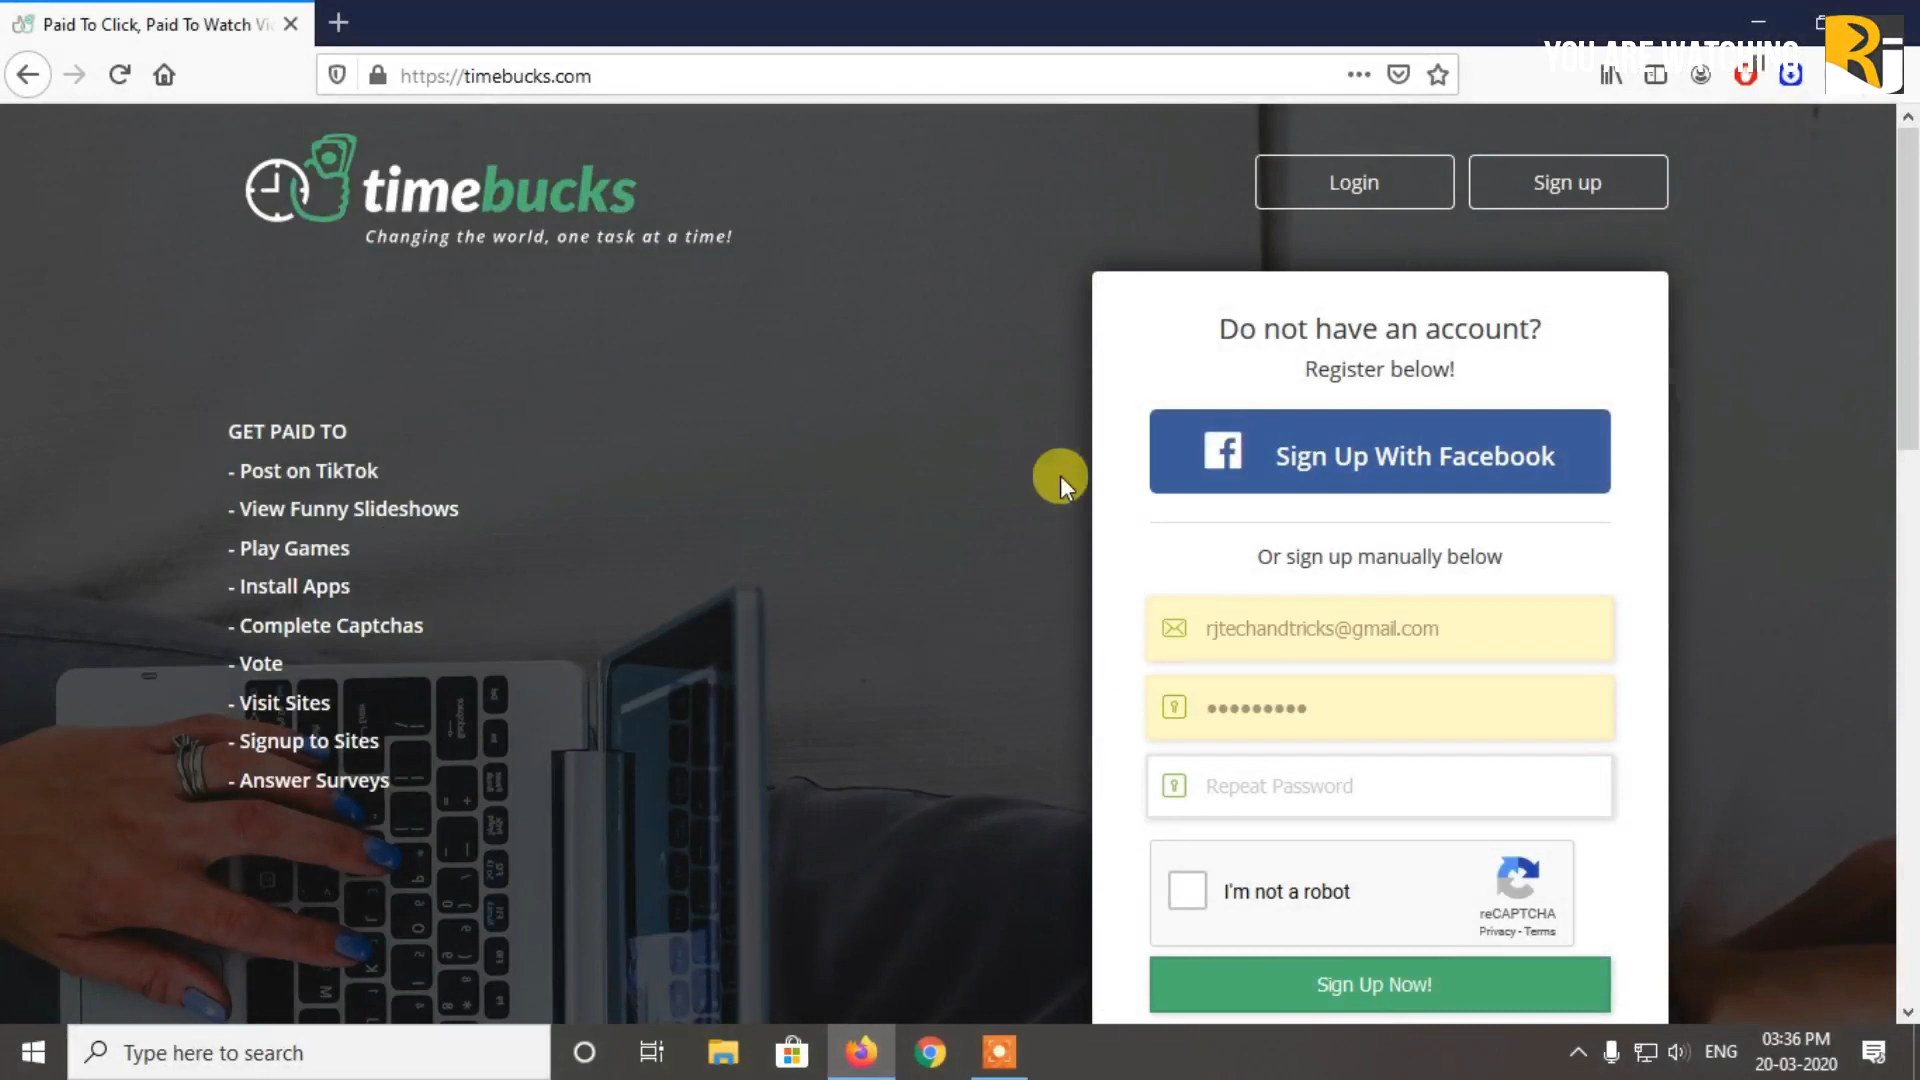 Paid To Click, Paid To Watch Vi
YOU ARE WATCHING
https://timebucks.com
timebucks
Changing the world, one task at a time!
Login
Sign up
Do not have an account?
Register below!
Sign Up With Facebook
Or sign up manually below
rjtechandtricks@gmail.com
•••••••••
Repeat Password
I'm not a robot
reCAPTCHA
Privacy - Terms
Sign Up Now!
GET PAID TO
- Post on TikTok
- View Funny Slideshows
- Play Games
- Install Apps
- Complete Captchas
- Vote
- Visit Sites
- Signup to Sites
- Answer Surveys
Type here to search
ENG
03:36 PM
20-03-2020